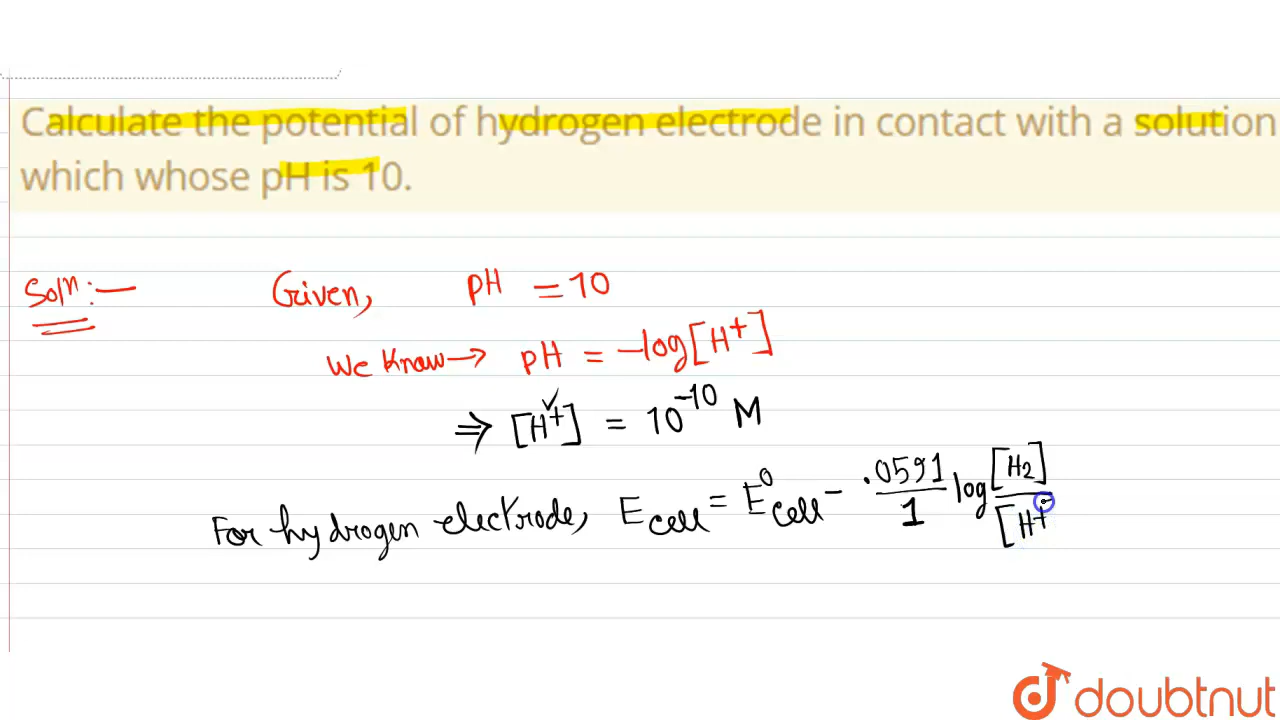 Calculate the potential of hydrogen electrode in contact with a solution
which whose pH is 10.
Solⁿ :— Given, pH = 10
We Know → pH = -log[H+]
⇒ [H+] = 10⁻¹⁰ M
For hydrogen electrode, Ecell = E⁰cell - .0591/1 log [H2]/[H+
doubtnut